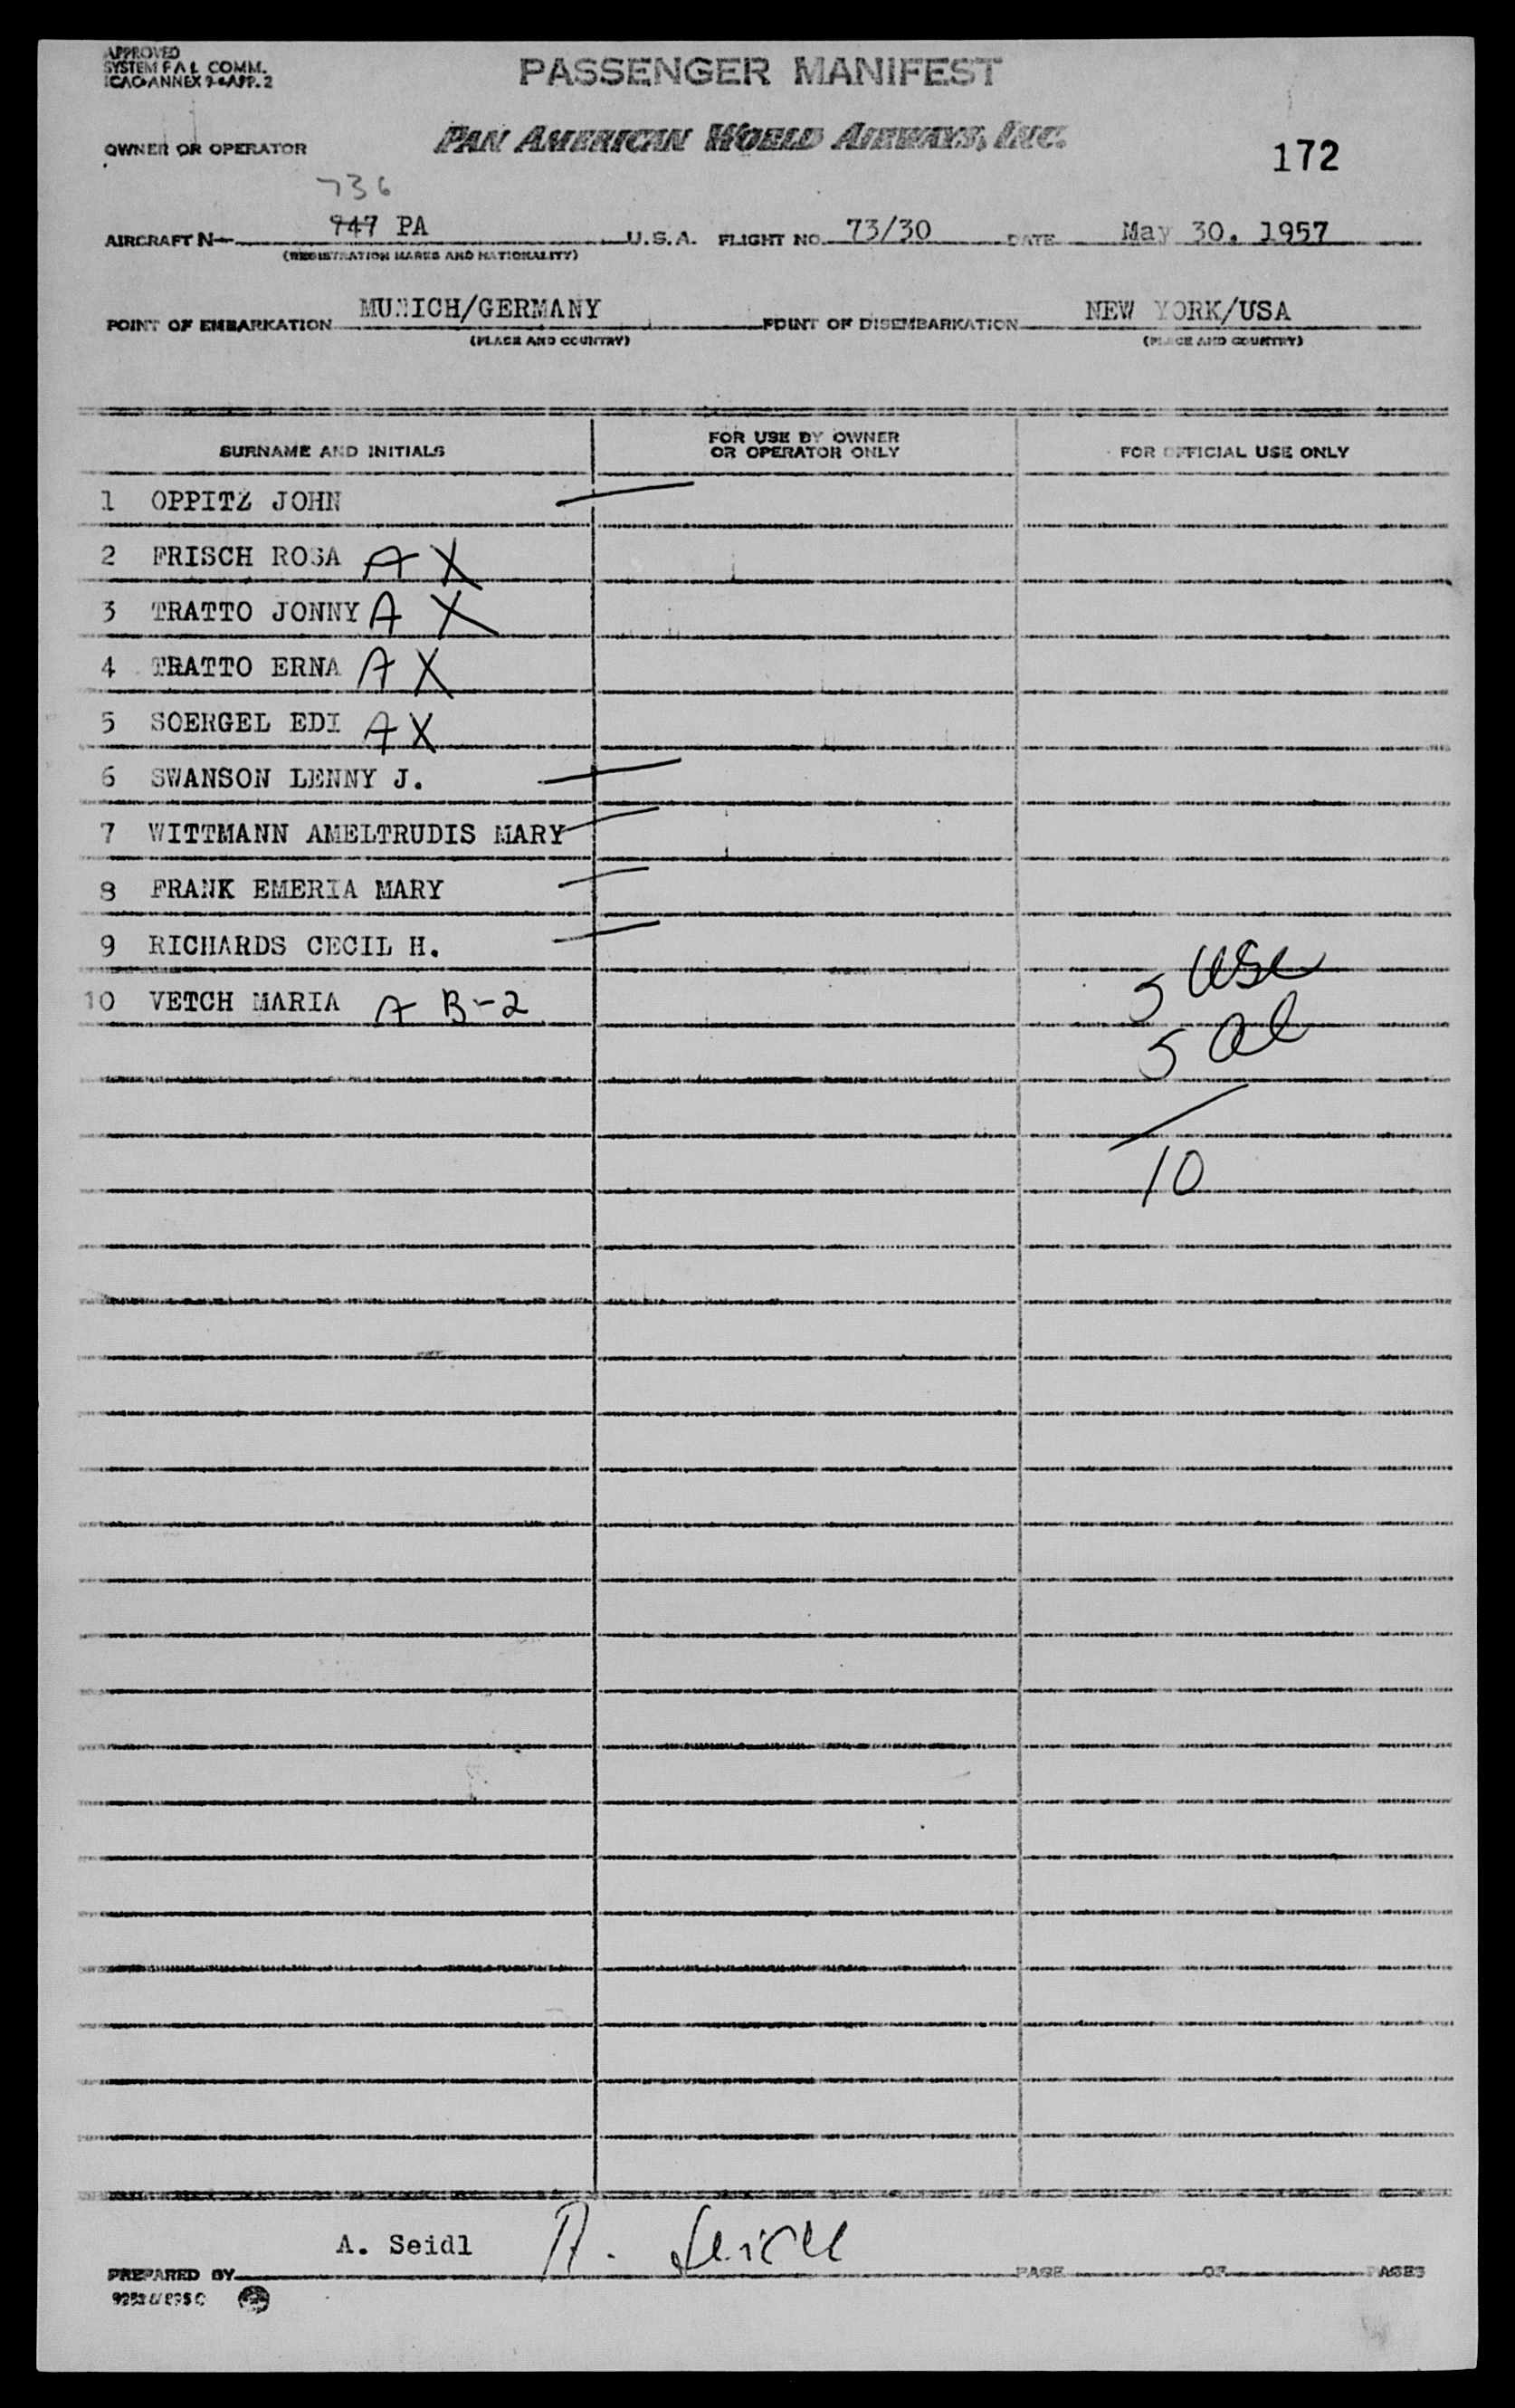 APPROVED
SYSTEM F A L COMM.
ICAO ANNEX 9-APP. 2
PASSENGER MANIFEST
OWNER OR OPERATOR
PAN AMERICAN WORLD AIRWAYS, INC.
172
736
AIRCRAFT N 947 PA U.S.A. FLIGHT NO. 73/30 DATE May 30. 1957
(REGISTRATION MARKS AND NATIONALITY)
POINT OF EMBARKATION MUNICH/GERMANY POINT OF DISEMBARKATION NEW YORK/USA
(PLACE AND COUNTRY) (PLACE AND COUNTRY)
SURNAME AND INITIALS
FOR USE BY OWNER
OR OPERATOR ONLY
FOR OFFICIAL USE ONLY
1 OPPITZ JOHN
2 FRISCH ROSA A X
3 TRATTO JONNY A X
4 TRATTO ERNA A X
5 SOERGEL EDI A X
6 SWANSON LENNY J.
7 WITTMANN AMELTRUDIS MARY
8 FRANK EMERIA MARY
9 RICHARDS CECIL H.
10 VETCH MARIA A B-2
5 USC
5 al
10
A. Seidl A. Seidl
PREPARED BY PAGE OF PAGES